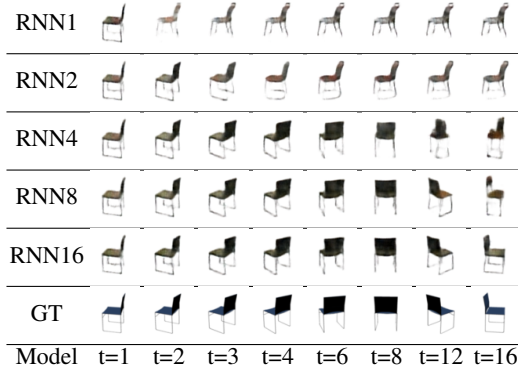 RNN1
RNN2
RNN4
RNN8
RNN16
GT
Model t=1 t=2 t=3 t=4 t=6 t=8 t=12 t=16